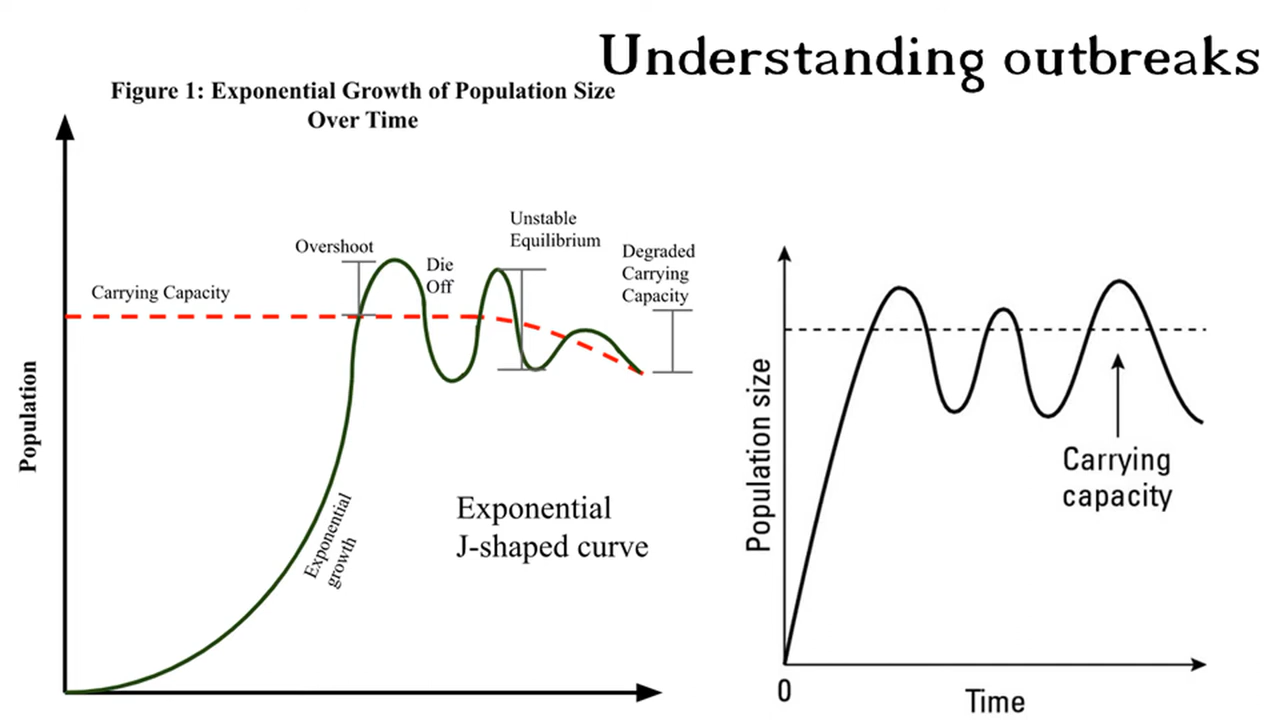 Understanding outbreaks
Figure 1: Exponential Growth of Population Size
Over Time
Unstable
Equilibrium
Overshoot
Die
Off
Degraded
Carrying
Capacity
Carrying Capacity
Population
Exponential
growth
Exponential
J-shaped curve
Population size
Carrying
capacity
0
Time